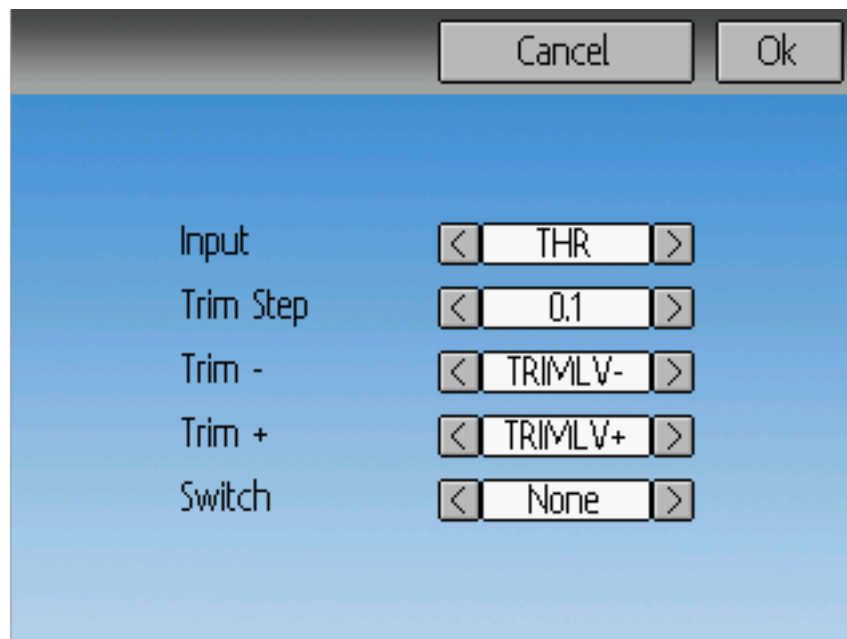 Cancel Ok
Input < THR >
Trim Step < 0.1 >
Trim - < TRIMLV- >
Trim + < TRIMLV+ >
Switch < None >